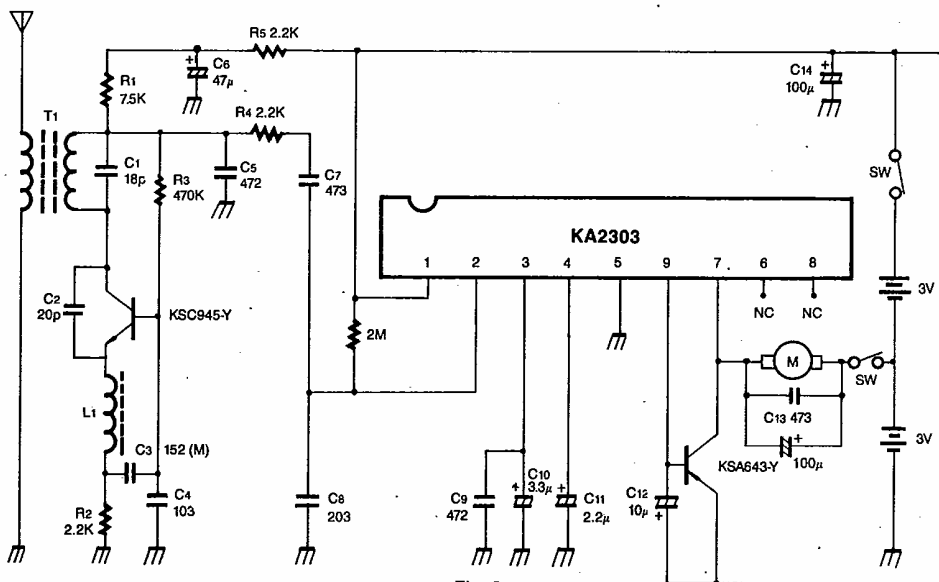 R5 2.2K
C6
47μ
+
C14
100μ
+
R1
7.5K
R4 2.2K
T1
C1
18p
R3
470K
C5
472
C7
473
SW
KA2303
1 2 3 4 5 9 7 6 8
NC NC
3V
C2
20p
KSC945-Y
2M
M
SW
L1
C13 473
+
100μ
KSA643-Y
3V
C3 152 (M)
C4
103
R2
2.2K
C8
203
C9
472
C10
3.3μ
+
C11
2.2μ
+
C12
10μ
+